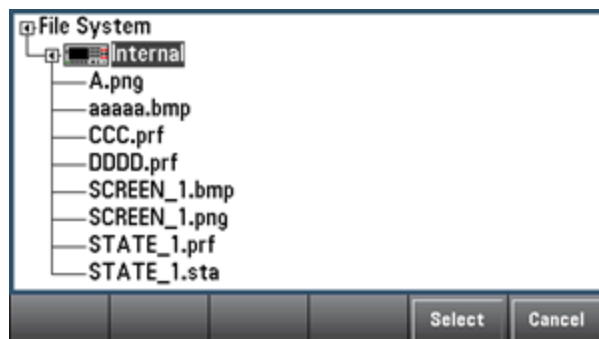 File System
Internal
A.png
aaaaa.bmp
CCC.prf
DDDD.prf
SCREEN_1.bmp
SCREEN_1.png
STATE_1.prf
STATE_1.sta
Select Cancel